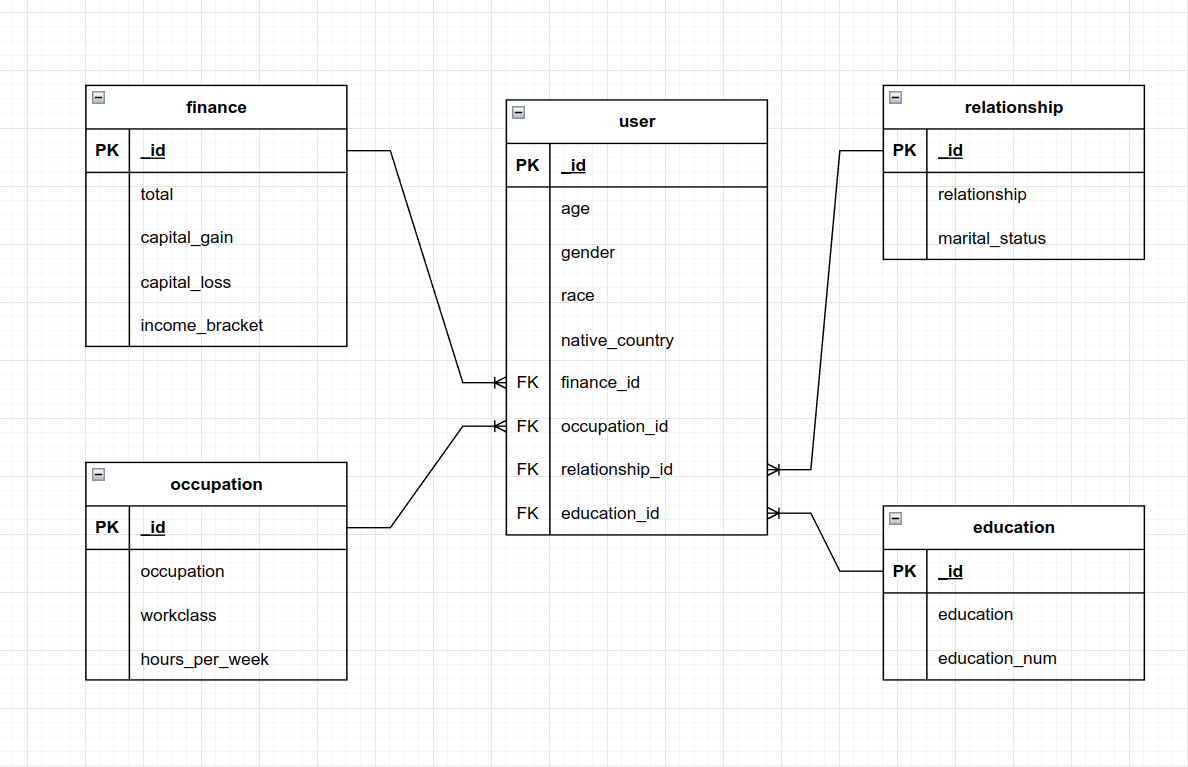 finance
PK _id
total
capital_gain
capital_loss
income_bracket
occupation
PK _id
occupation
workclass
hours_per_week
user
PK _id
age
gender
race
native_country
FK finance_id
FK occupation_id
FK relationship_id
FK education_id
relationship
PK _id
relationship
marital_status
education
PK _id
education
education_num